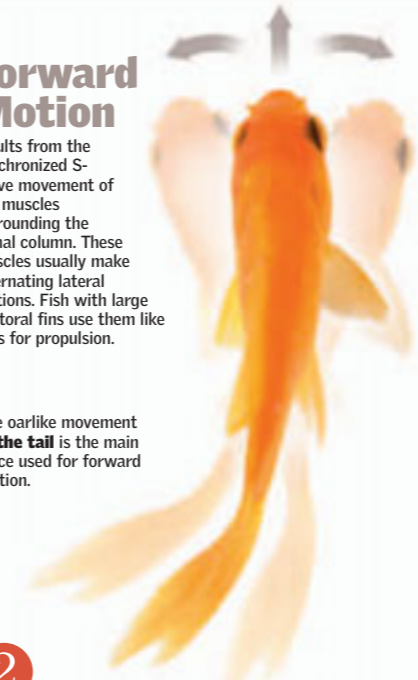 orward
Motion
ults from the
chronized S-
ve movement of
muscles
rounding the
nal column. These
scles usually make
ernating lateral
tions. Fish with large
toral fins use them like
s for propulsion.
e oarlike movement
the tail is the main
ce used for forward
tion.
2